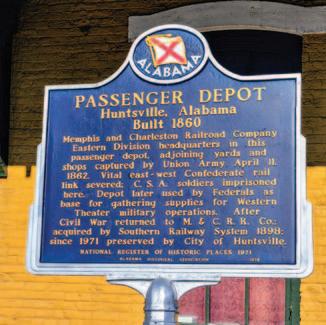 ALABAMA
PASSENGER DEPOT
Huntsville, Alabama
Built 1860
Memphis and Charleston Railroad Company
Eastern Division headquarters in this
passenger depot, adjoining yards and
shops captured by Union Army April 11,
1862. Vital east-west Confederate rail
link severed; C.S.A. soldiers imprisoned
here. Depot later used by Federals as
base for gathering supplies for Western
Theater military operations. After
Civil War returned to M. & C. R. R. Co.;
acquired by Southern Railway System 1898;
since 1971 preserved by City of Huntsville.
NATIONAL REGISTER OF HISTORIC PLACES 1971
ALABAMA HISTORICAL ASSOCIATION